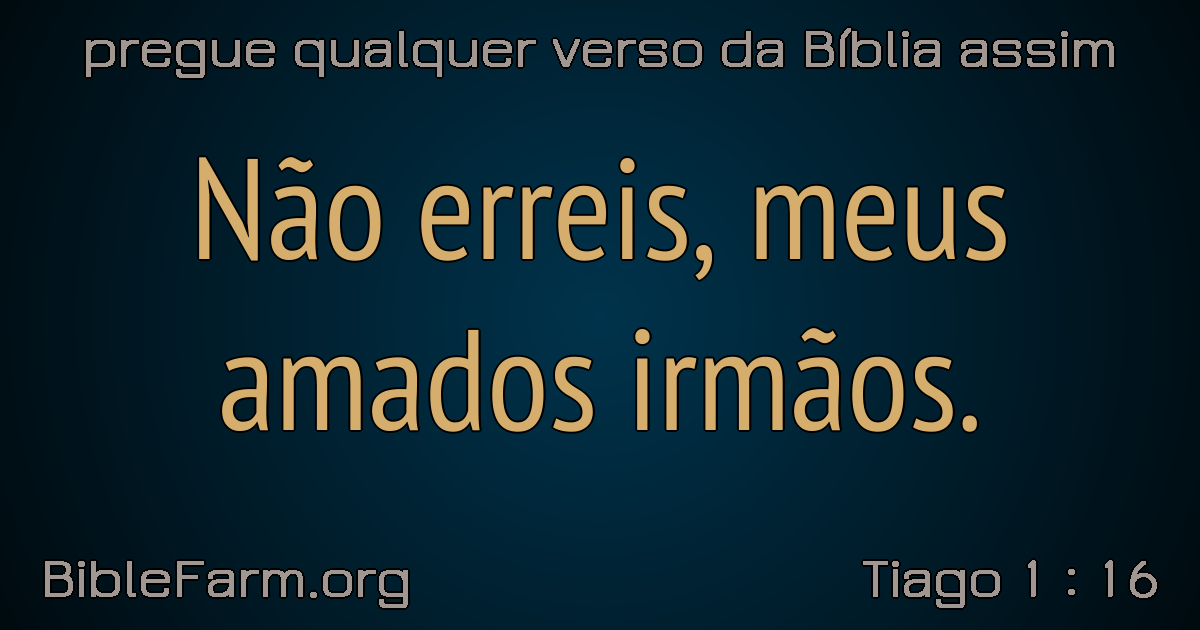 pregue qualquer verso da Bíblia assim
Não erreis, meus
amados irmãos.
BibleFarm.org
Tiago 1 : 16